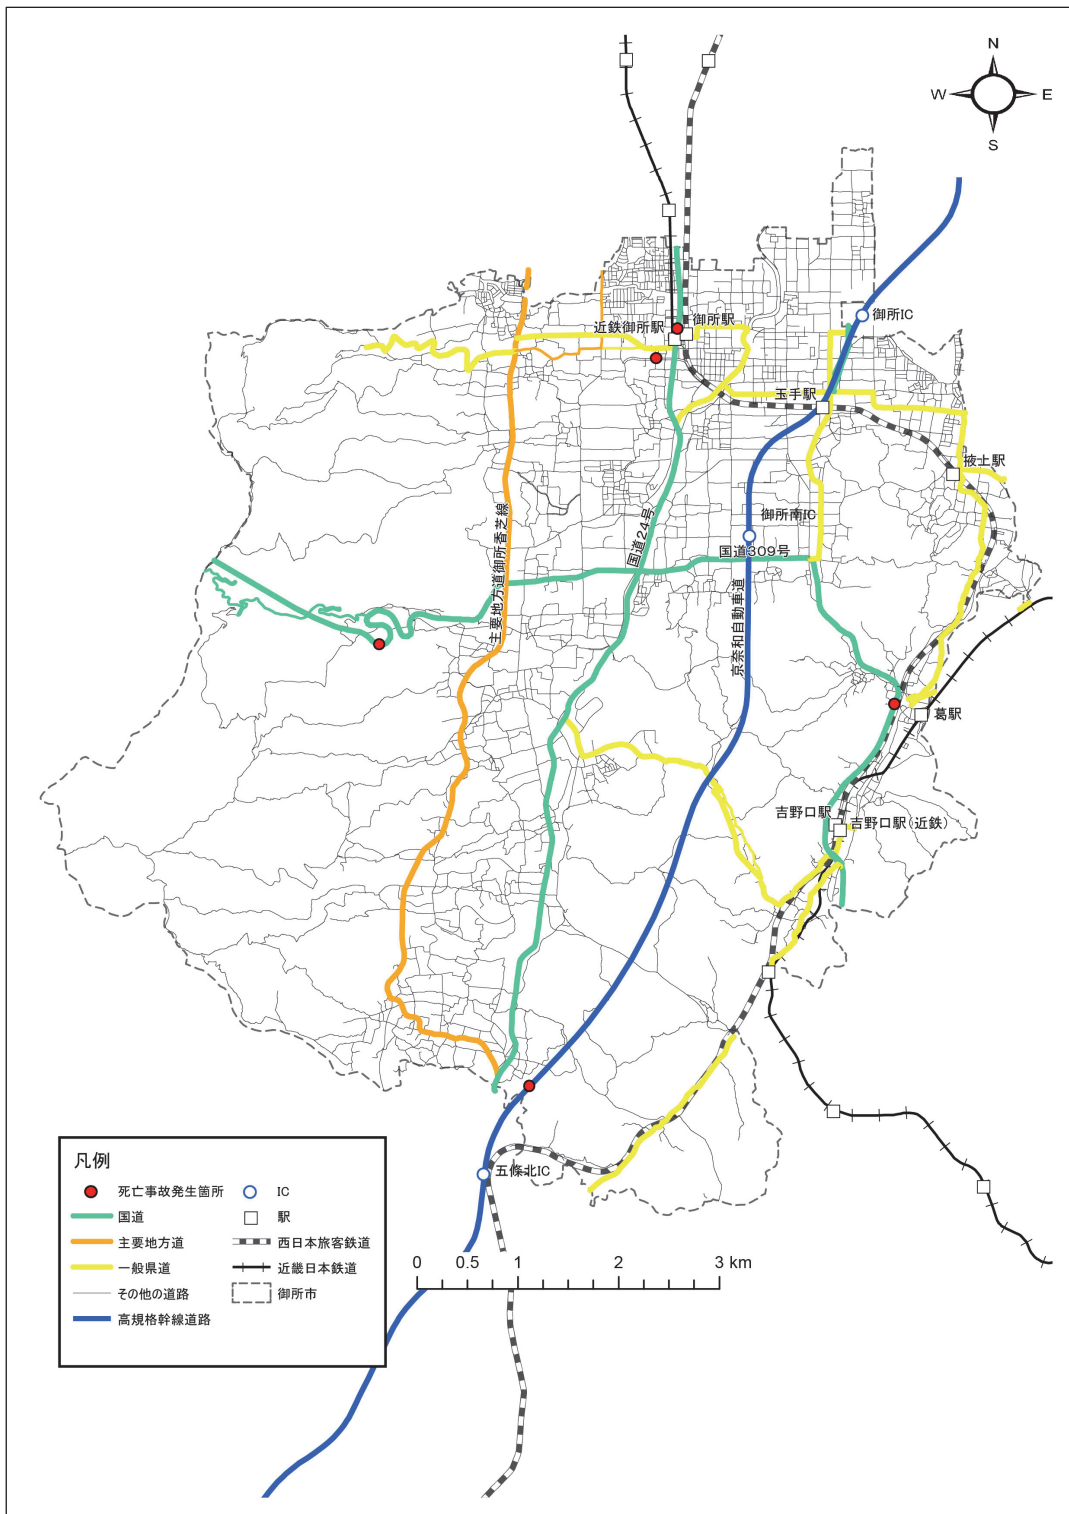 N
W E
S
御所IC
近鉄御所駅
御所駅
玉手駅
掖上駅
主要地方道御所香芝線
国道24号
御所南IC
国道309号
京奈和自動車道
葛駅
吉野口駅
吉野口駅(近鉄)
五條北IC
凡例
死亡事故発生箇所
IC
国道
駅
主要地方道
西日本旅客鉄道
一般県道
近畿日本鉄道
その他の道路
御所市
高規格幹線道路
0 0.5 1 2 3 km